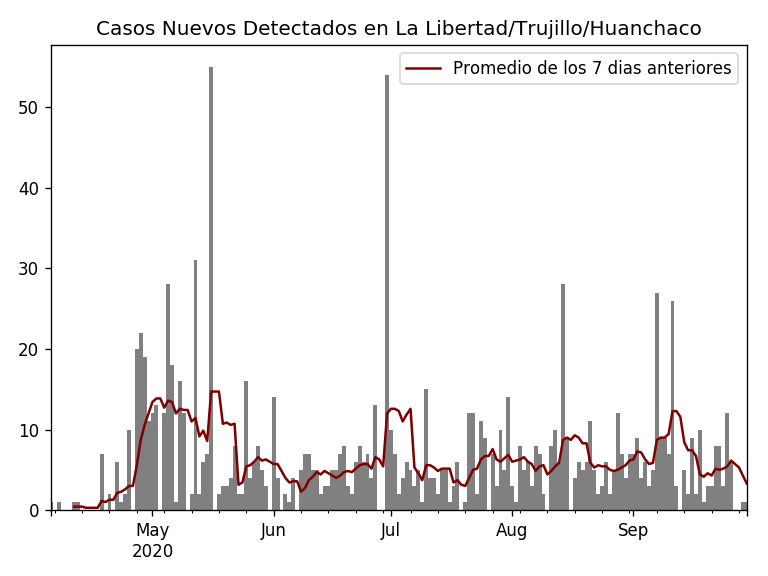 Casos Nuevos Detectados en La Libertad/Trujillo/Huanchaco
Promedio de los 7 dias anteriores
50
40
30
20
10
0
May Jun Jul Aug Sep
2020